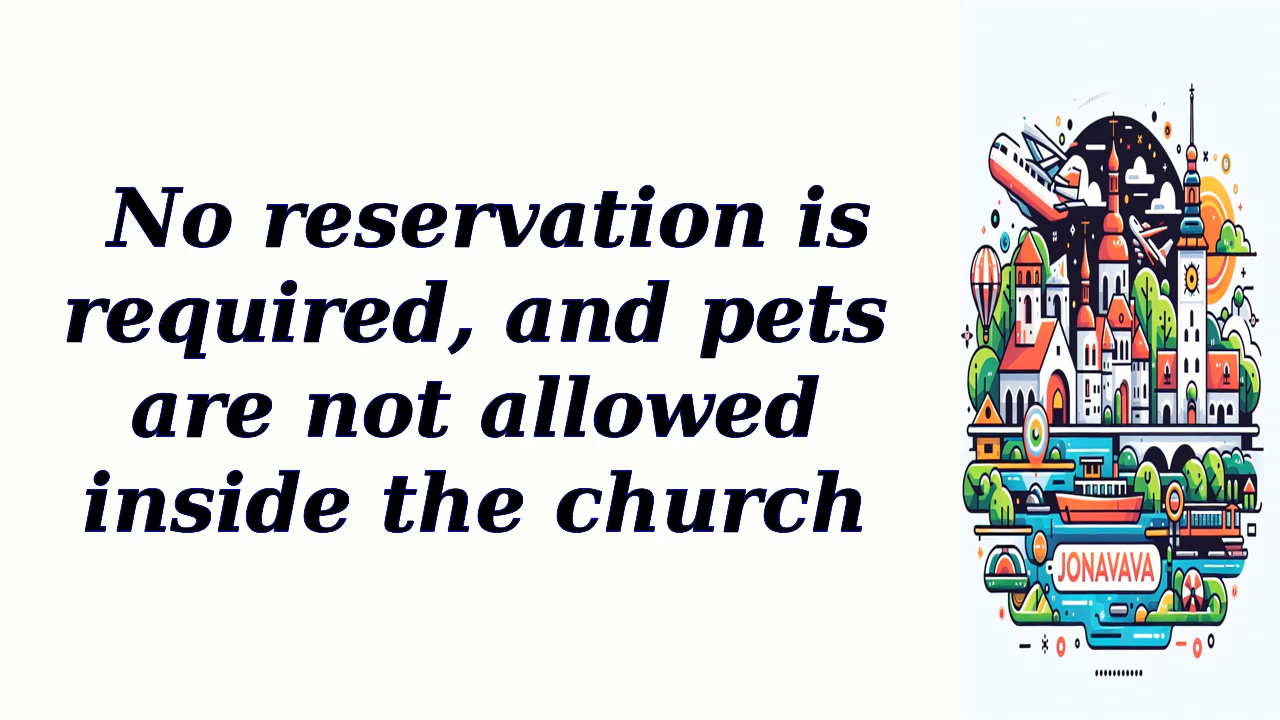 No reservation is
required, and pets
are not allowed
inside the church
JONAVAVA